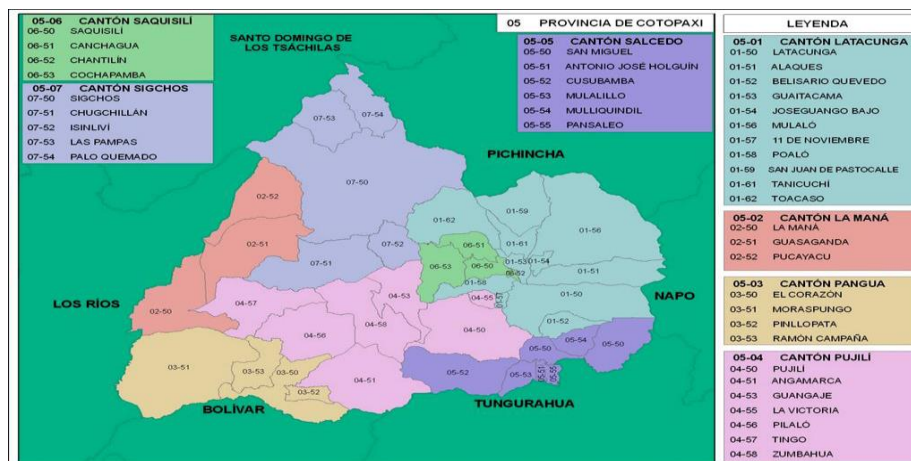 05-06 CANTÓN SAQUISILÍ
06-50 SAQUISILÍ
06-51 CANCHAGUA
06-52 CHANTILÍN
06-53 COCHAPAMBA
05-07 CANTÓN SIGCHOS
07-50 SIGCHOS
07-51 CHUGCHILLÁN
07-52 ISINLIVÍ
07-53 LAS PAMPAS
07-54 PALO QUEMADO
SANTO DOMINGO DE
LOS TSÁCHILAS
05 PROVINCIA DE COTOPAXI
05-05 CANTÓN SALCEDO
05-50 SAN MIGUEL
05-51 ANTONIO JOSÉ HOLGUÍN
05-52 CUSUBAMBA
05-53 MULALILLO
05-54 MULLIQUINDIL
05-55 PANSALEO
LEYENDA
05-01 CANTÓN LATACUNGA
01-50 LATACUNGA
01-51 ALAQUES
01-52 BELISARIO QUEVEDO
01-53 GUAITACAMA
01-54 JOSEGUANGO BAJO
01-56 MULALÓ
01-57 11 DE NOVIEMBRE
01-58 POALÓ
01-59 SAN JUAN DE PASTOCALLE
01-61 TANICUCHÍ
01-62 TOACASO
05-02 CANTÓN LA MANÁ
02-50 LA MANÁ
02-51 GUASAGANDA
02-52 PUCAYACU
05-03 CANTÓN PANGUA
03-50 EL CORAZÓN
03-51 MORASPUNGO
03-52 PINLLOPATA
03-53 RAMÓN CAMPAÑA
05-04 CANTÓN PUJILÍ
04-50 PUJILÍ
04-51 ANGAMARCA
04-53 GUANGAJE
04-55 LA VICTORIA
04-56 PILALÓ
04-57 TINGO
04-58 ZUMBAHUA
07-53
07-54
PICHINCHA
07-50
02-52
01-62
01-59
01-56
02-51
07-52
06-51
01-61
07-51
06-53
06-50
01-53
01-54
06-52
01-51
01-58
LOS RÍOS
NAPO
04-57
04-53
04-55
01-50
02-50
04-58
04-56
04-50
01-52
05-50
05-54
05-50
03-51
03-53
03-50
04-51
05-52
05-53
05-51
05-55
03-52
BOLÍVAR
TUNGURAHUA